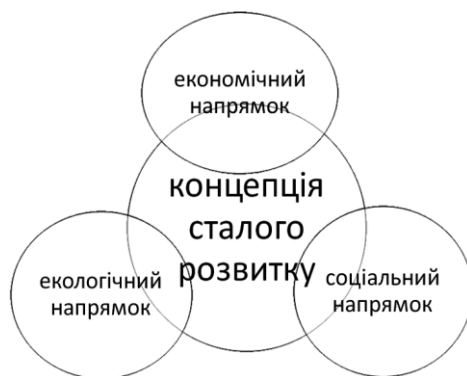 економічний
напрямок
концепція
сталого
розвитку
екологічний
напрямок
соціальний
напрямок